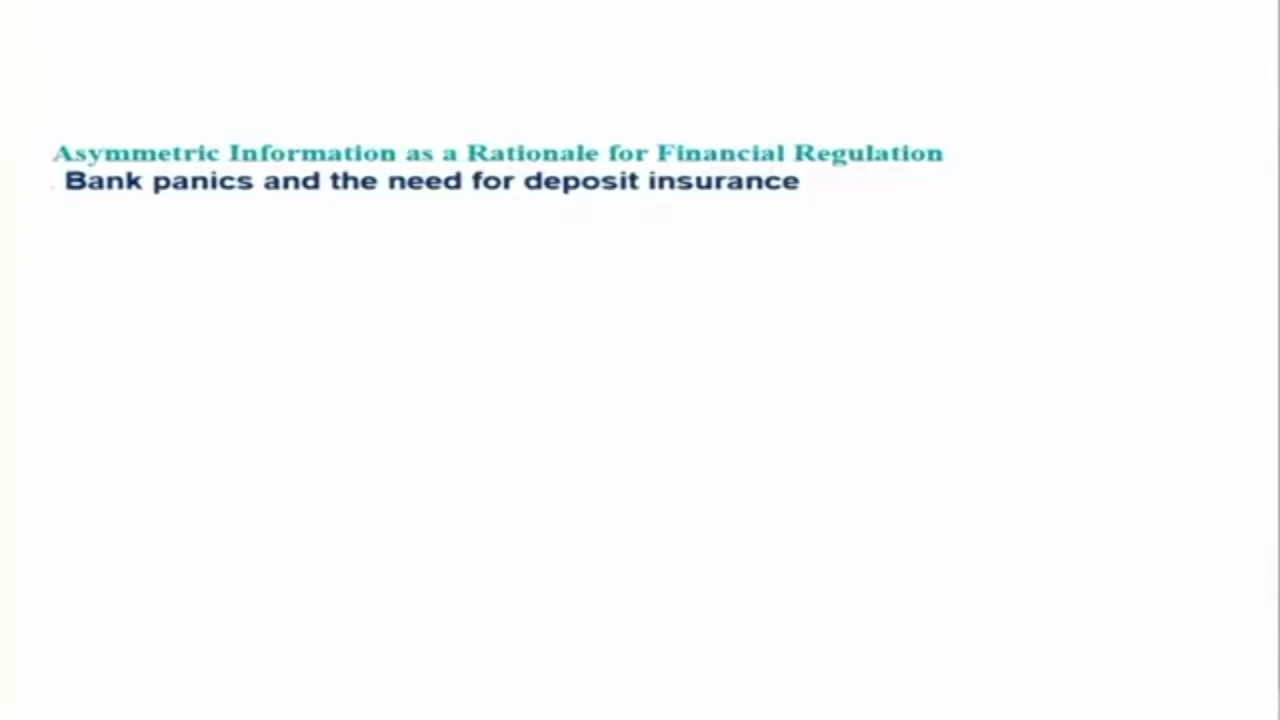 Asymmetric Information as a Rationale for Financial Regulation
Bank panics and the need for deposit insurance